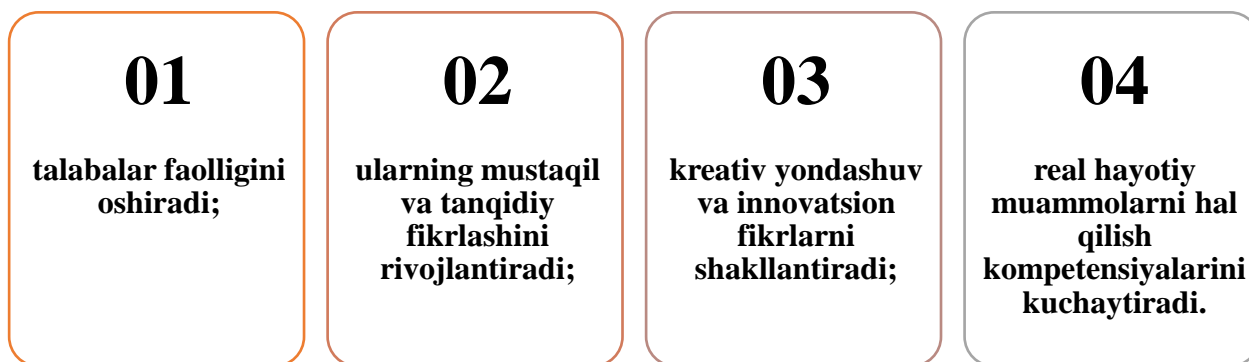 01
talabalar faolligini
oshiradi;
02
ularning mustaqil
va tanqidiy
fikrlashini
rivojlantiradi;
03
kreativ yondashuv
va innovatsion
fikrlarni
shakllantiradi;
04
real hayotiy
muammolarni hal
qilish
kompetensiyalarini
kuchaytiradi.